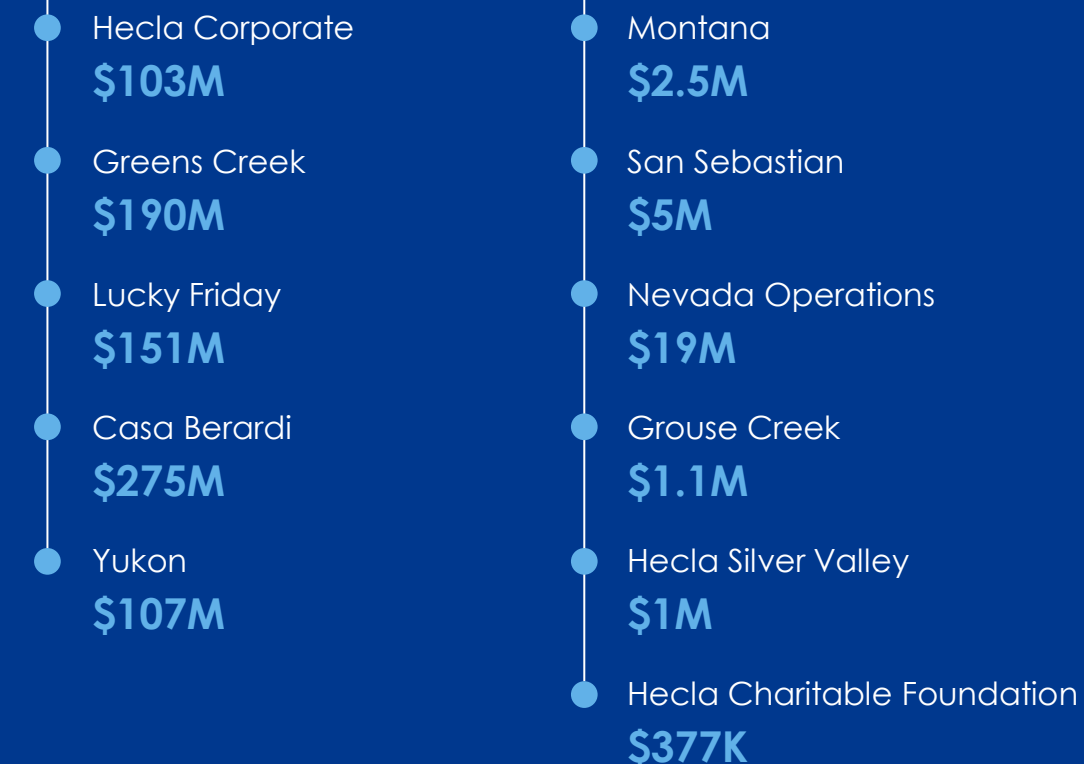 Hecla Corporate
$103M
Greens Creek
$190M
Lucky Friday
$151M
Casa Berardi
$275M
Yukon
$107M
Montana
$2.5M
San Sebastian
$5M
Nevada Operations
$19M
Grouse Creek
$1.1M
Hecla Silver Valley
$1M
Hecla Charitable Foundation
$377K